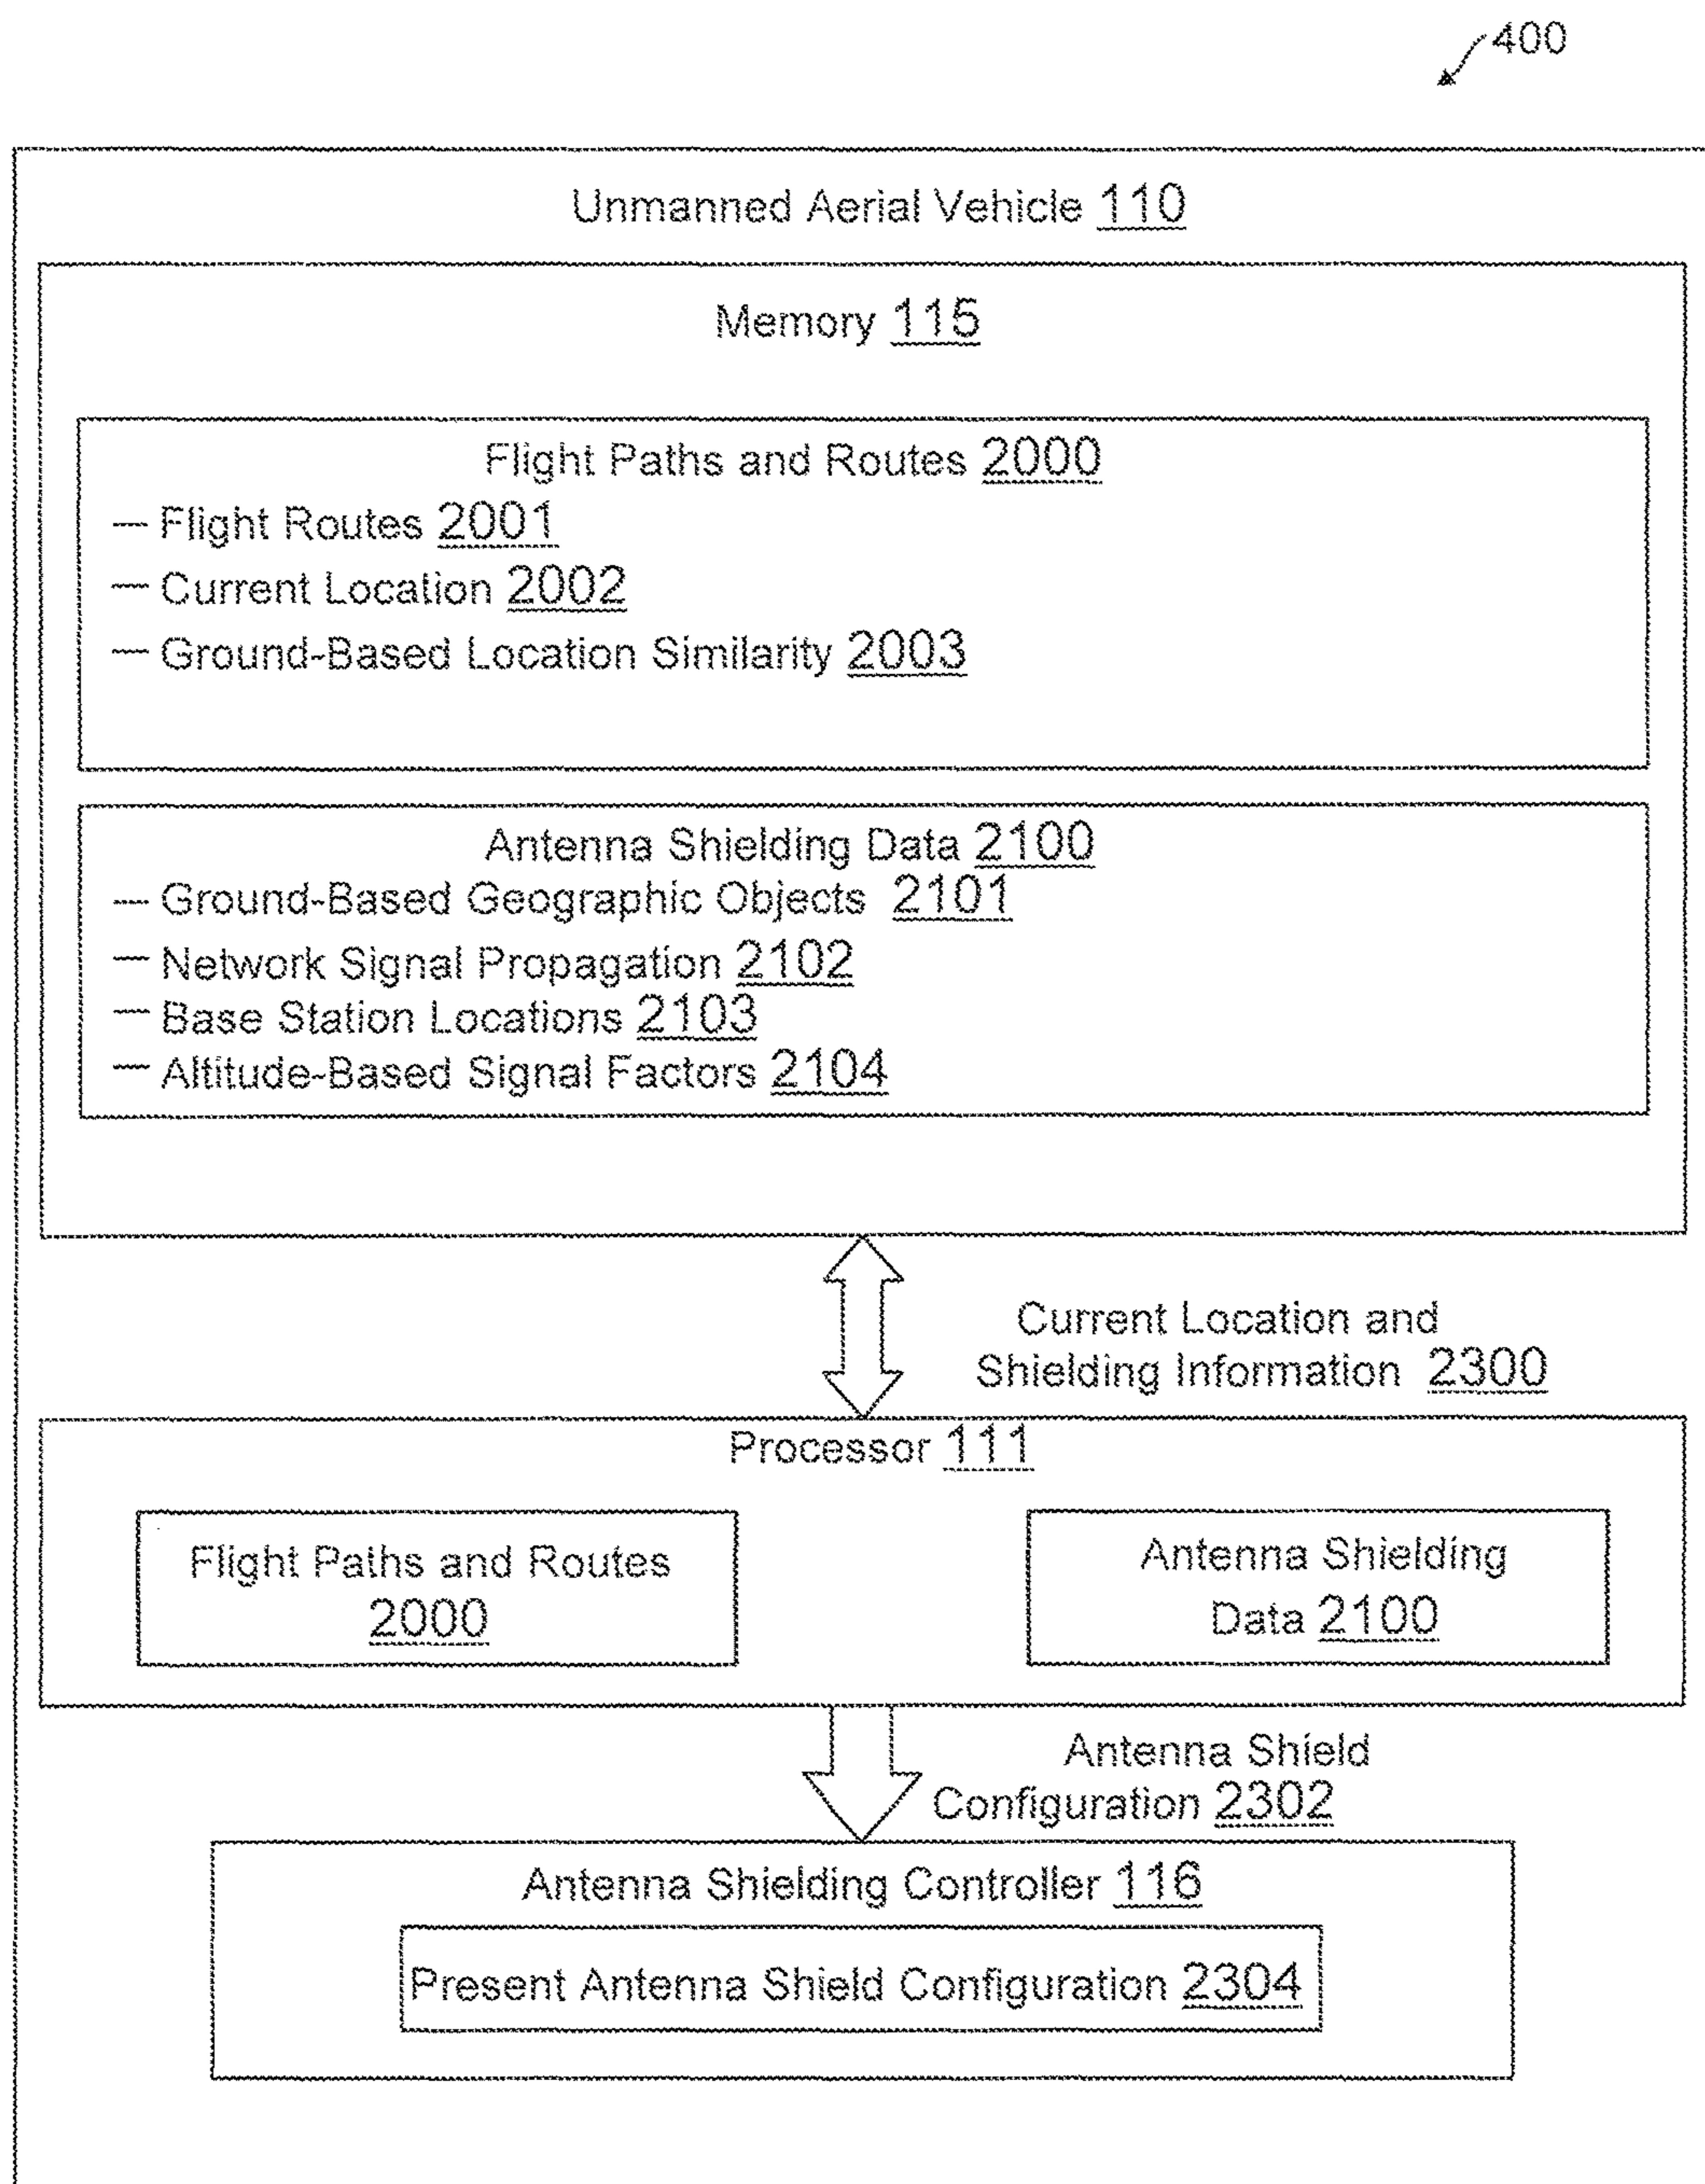 400
Unmanned Aerial Vehicle 110
Memory 115
Flight Paths and Routes 2000
— Flight Routes 2001
— Current Location 2002
— Ground-Based Location Similarity 2003
Antenna Shielding Data 2100
— Ground-Based Geographic Objects 2101
— Network Signal Propagation 2102
— Base Station Locations 2103
— Altitude-Based Signal Factors 2104
Current Location and
Shielding Information 2300
Processor 111
Flight Paths and Routes
2000
Antenna Shielding
Data 2100
Antenna Shield
Configuration 2302
Antenna Shielding Controller 116
Present Antenna Shield Configuration 2304